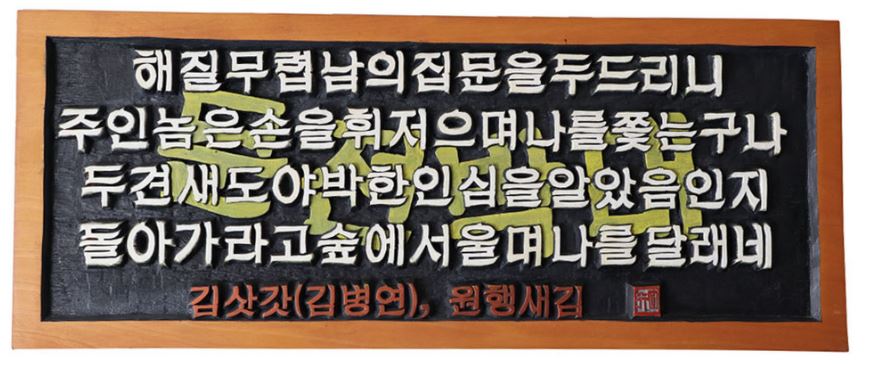 해질무렵남의집문을두드리니
주인놈은손을휘저으며나를쫓는구나
두견새도야박한인심을알았음인지
돌아가라고숲에서울며나를달래네
김삿갓(김병연), 원행새김